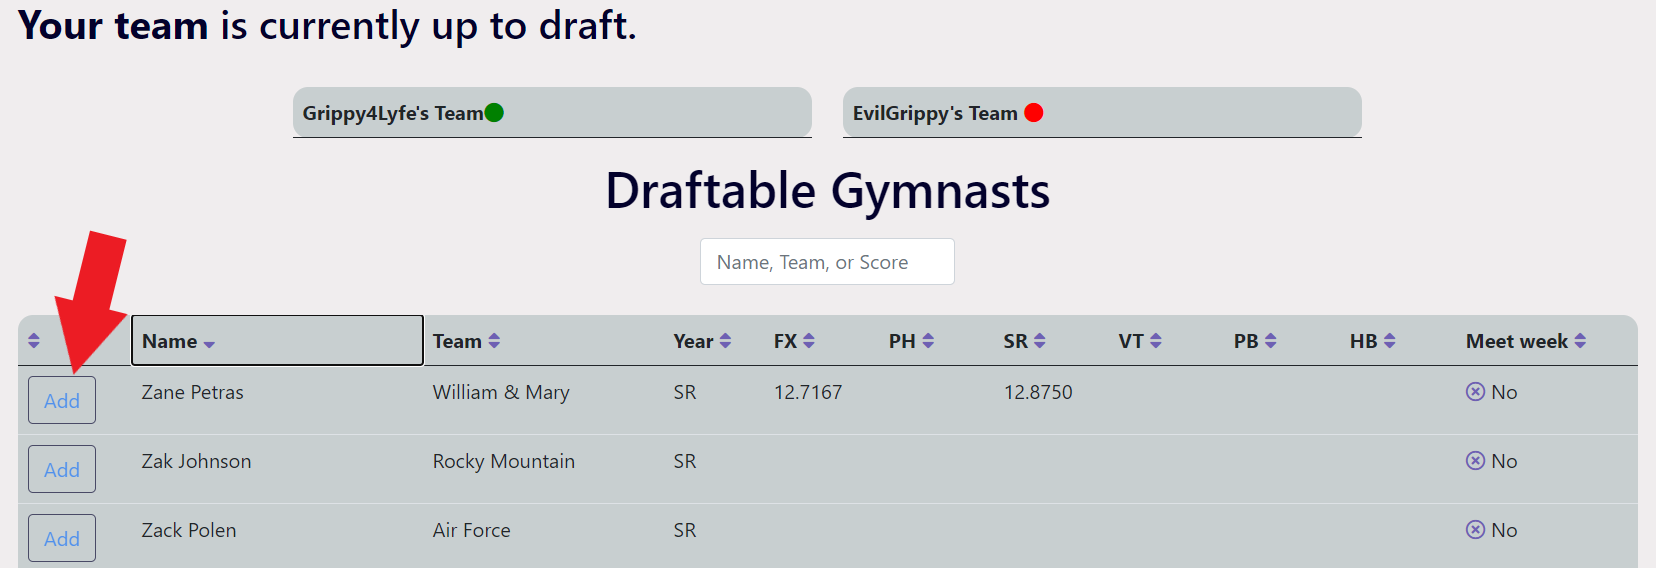 Your team is currently up to draft.
Grippy4Lyfe's Team EvilGrippy's Team
Draftable Gymnasts
Name, Team, or Score
Name Team Year FX PH SR VT PB HB Meet week
Add Zane Petras William & Mary SR 12.7167 12.8750 No
Add Zak Johnson Rocky Mountain SR No
Add Zack Polen Air Force SR No